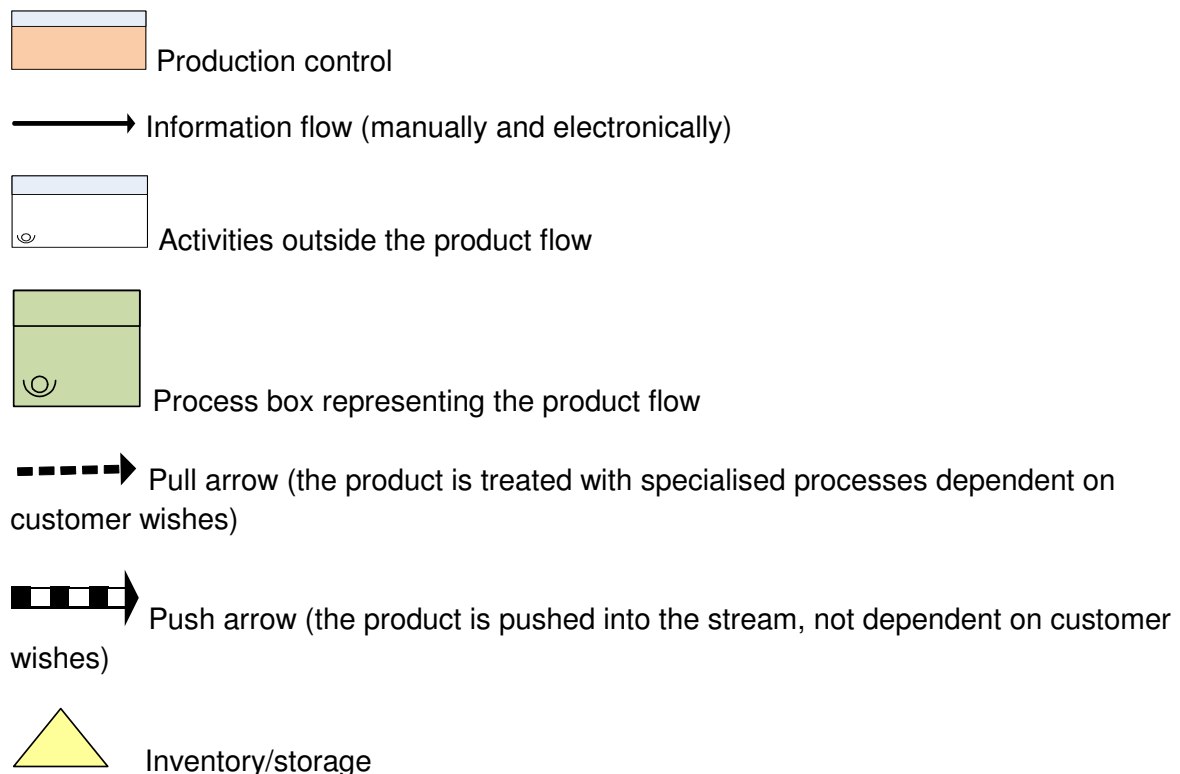 Production control
Information flow (manually and electronically)
Activities outside the product flow
Process box representing the product flow
Pull arrow (the product is treated with specialised processes dependent on
customer wishes)
Push arrow (the product is pushed into the stream, not dependent on customer
wishes)
Inventory/storage